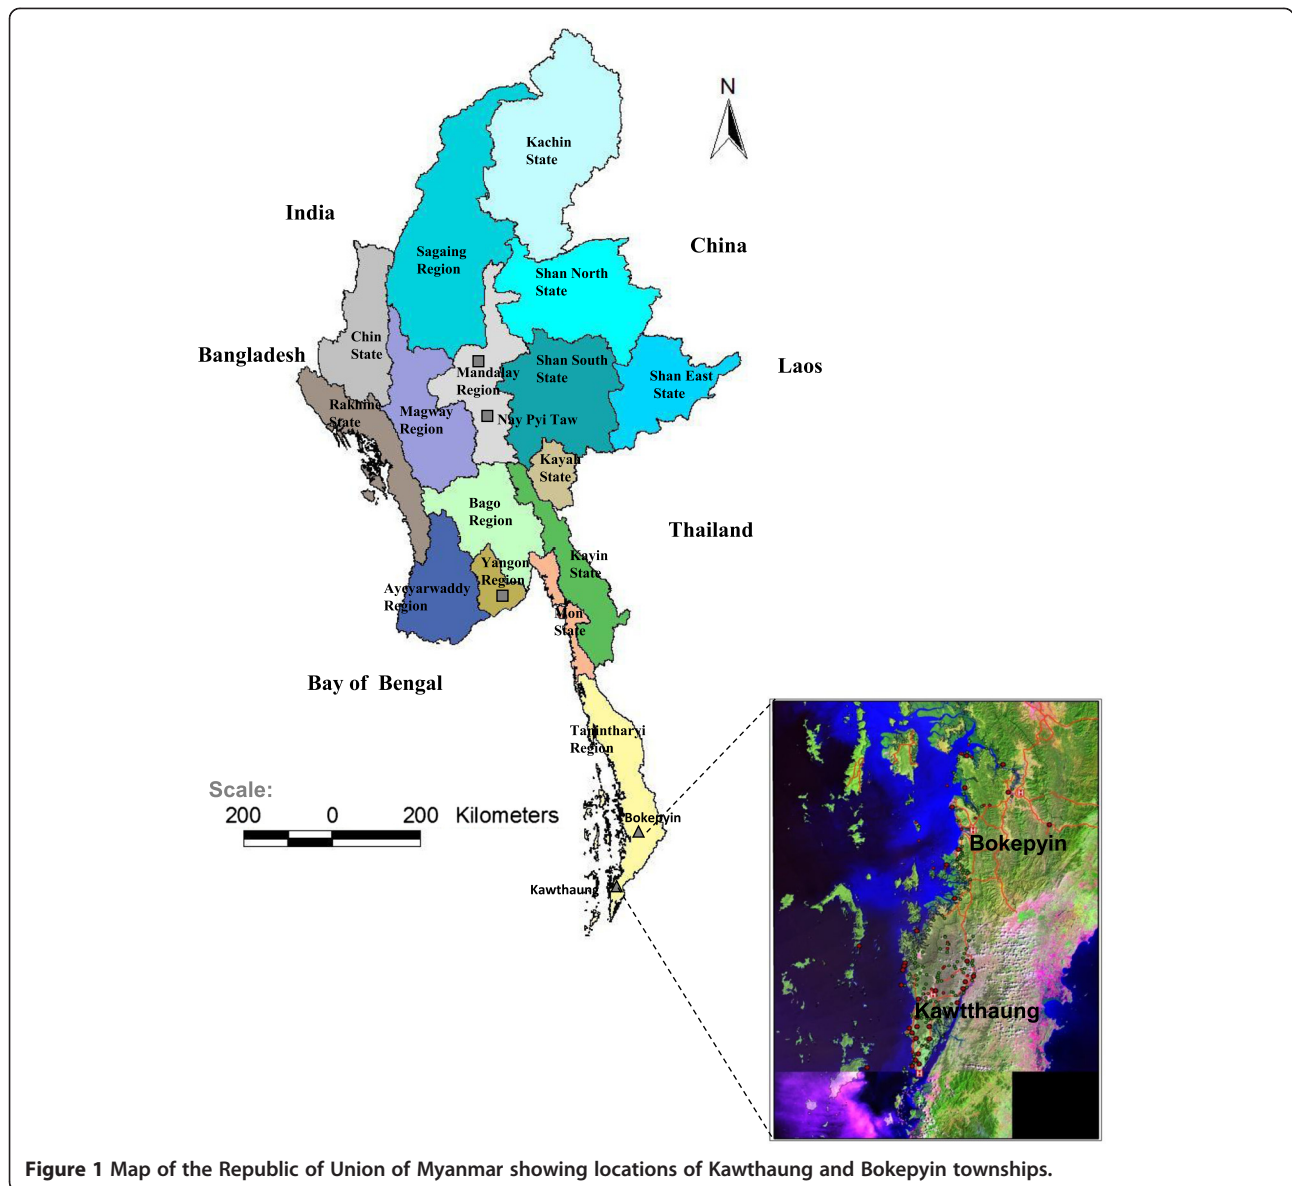 N
Kachin
State
India
China
Sagaing
Region
Shan North
State
Chin
State
Bangladesh
Shan South
State
Laos
Mandalay
Region
Shan East
State
Rakhine
State
Magway
Region
Nay Pyi Taw
Kayah
State
Bago
Region
Thailand
Kayin
State
Yangon
Region
Ayeyarwaddy
Region
Mon
State
Bay of Bengal
Tanintharyi
Region
Scale:
200 0 200 Kilometers
Bokepyin
Kawthaung
H
H
Bokepyin
H
Kawtthaung
H
Figure 1 Map of the Republic of Union of Myanmar showing locations of Kawthaung and Bokepyin townships.